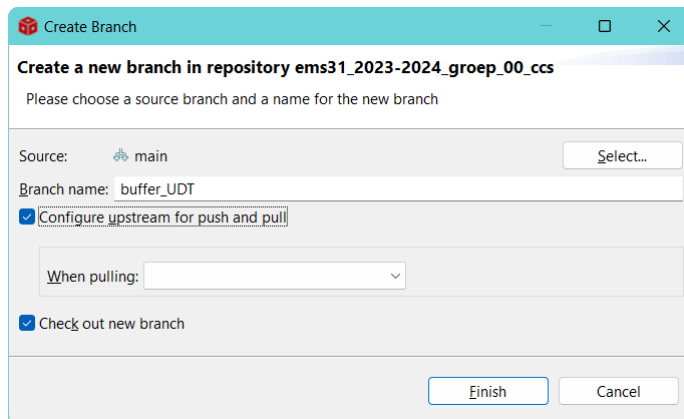 Create Branch
Create a new branch in repository ems31_2023-2024_groep_00_ccs
Please choose a source branch and a name for the new branch
Source: main Select...
Branch name: buffer_UDT
Configure upstream for push and pull
When pulling:
Check out new branch
Finish Cancel